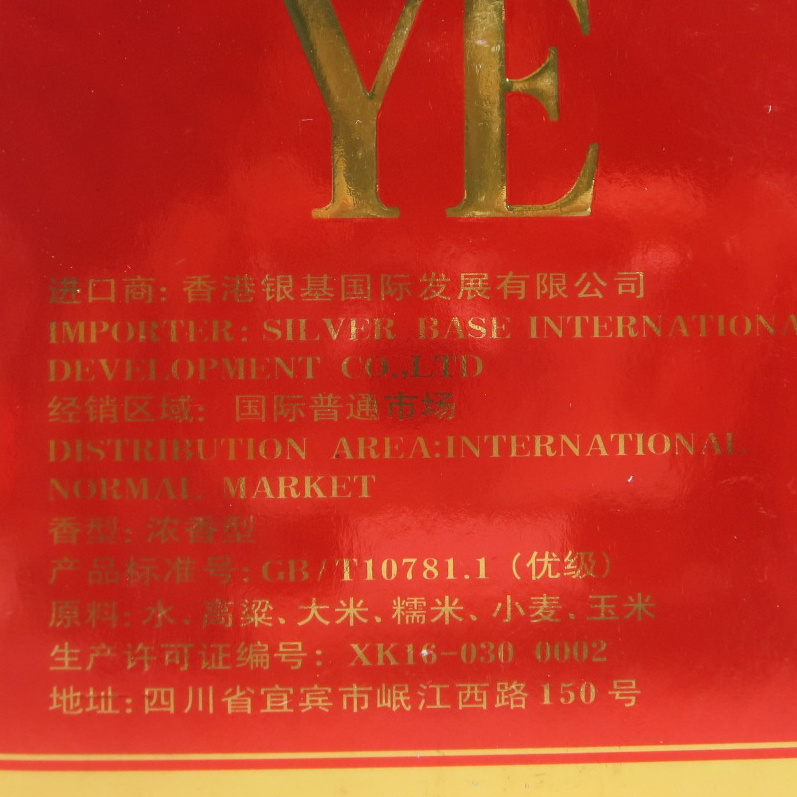 YE
进口商: 香港银基国际发展有限公司
IMPORTER: SILVER BASE INTERNATIONA
DEVELOPMENT CO.,LTD
经销区域: 国际普通市场
DISTRIBUTION AREA:INTERNATIONAL
NORMAL MARKET
香型: 浓香型
产品标准号: GB/T10781.1 (优级)
原料: 水、高粱、大米、糯米、小麦、玉米
生产许可证编号: XK16-030 0002
地址: 四川省宜宾市岷江西路150号